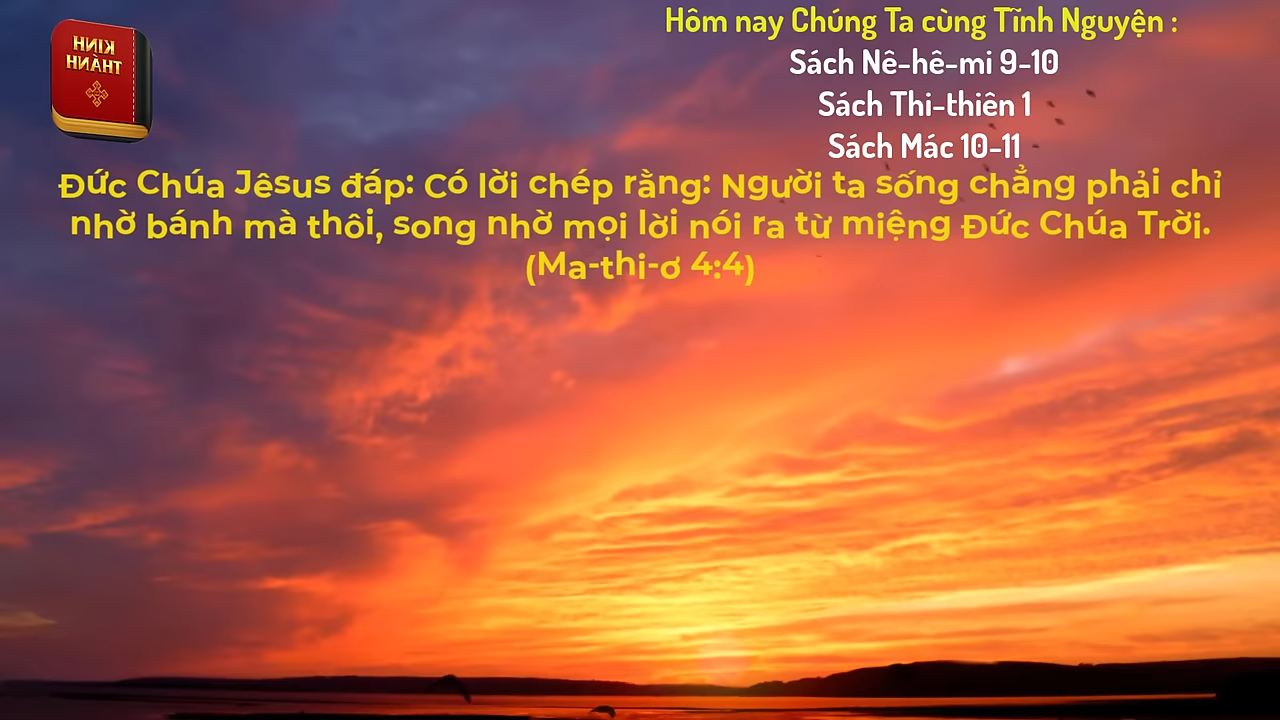 Hôm nay Chúng Ta cùng Tĩnh Nguyện :
Sách Nê-hê-mi 9-10
Sách Thi-thiên 1
Sách Mác 10-11
KINH
THÁNH
Đức Chúa Jêsus đáp: Có lời chép rằng: Người ta sống chẳng phải chỉ
nhờ bánh mà thôi, song nhờ mọi lời nói ra từ miệng Đức Chúa Trời.
(Ma-thi-ơ 4:4)